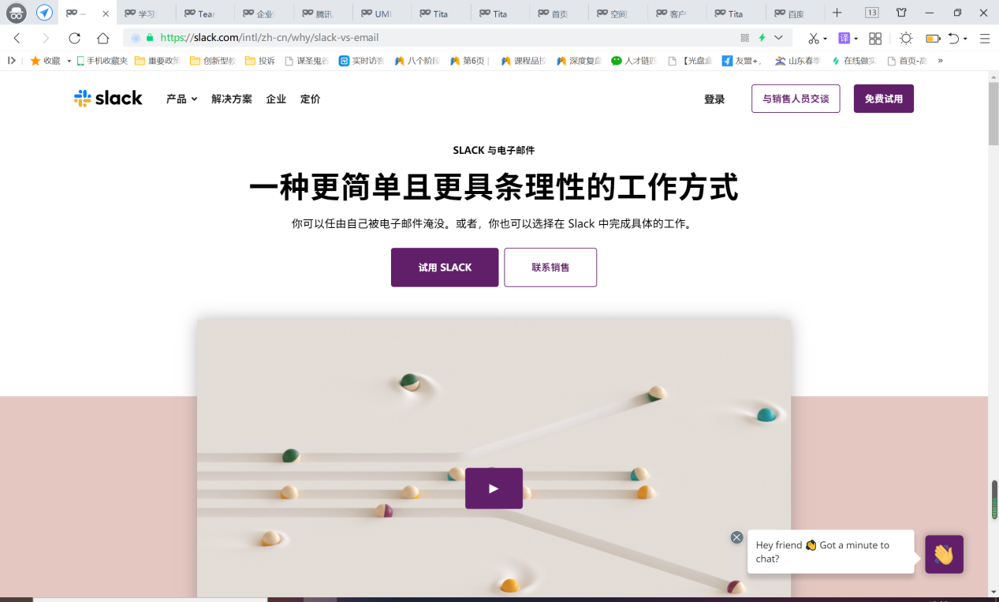 学习
Tear
企业
腾讯
UMU
Tita
Tita
首页
空间
客户
Tita
百度
13
https://slack.com/intl/zh-cn/why/slack-vs-email
译
收藏
手机收藏夹
重要政策
创新型教
投诉
谋圣鬼谷
实时访客
八个阶段
第6页 |
课程品控
深度复盘
人才链匹
【光盘盒
友盟+,
山东春季
在线做实
首页-高
»
slack
产品
解决方案
企业
定价
登录
与销售人员交谈
免费试用
SLACK 与电子邮件
一种更简单且更具条理性的工作方式
你可以任由自己被电子邮件淹没。或者，你也可以选择在 Slack 中完成具体的工作。
试用 SLACK
联系销售
Hey friend 👋 Got a minute to
chat?